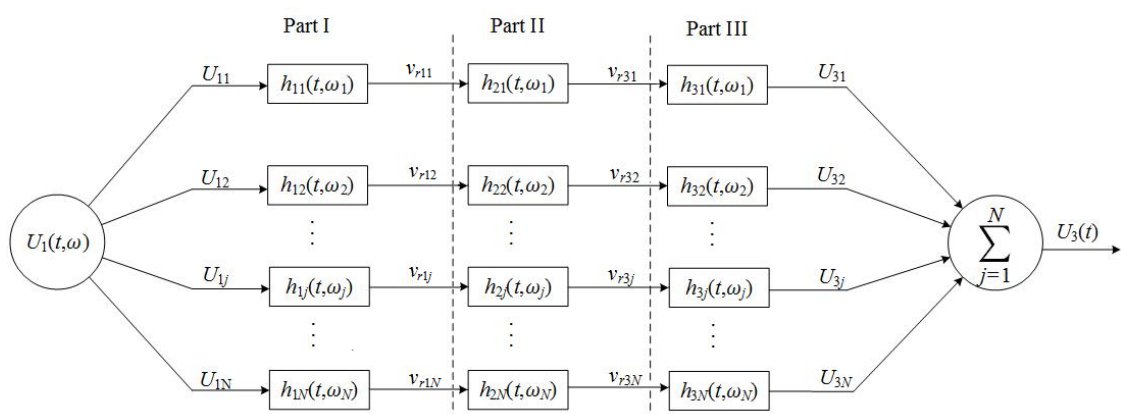 Part I Part II Part III
U11 h11(t,ω1) vr11 h21(t,ω1) vr31 h31(t,ω1) U31
U12 h12(t,ω2) vr12 h22(t,ω2) vr32 h32(t,ω2) U32
⋮ ⋮ ⋮
U1(t,ω) N ∑ j=1 U3(t)
U1j h1j(t,ωj) vr1j h2j(t,ωj) vr3j h3j(t,ωj) U3j
⋮ ⋮ ⋮
U1N h1N(t,ωN) vr1N h2N(t,ωN) vr3N h3N(t,ωN) U3N